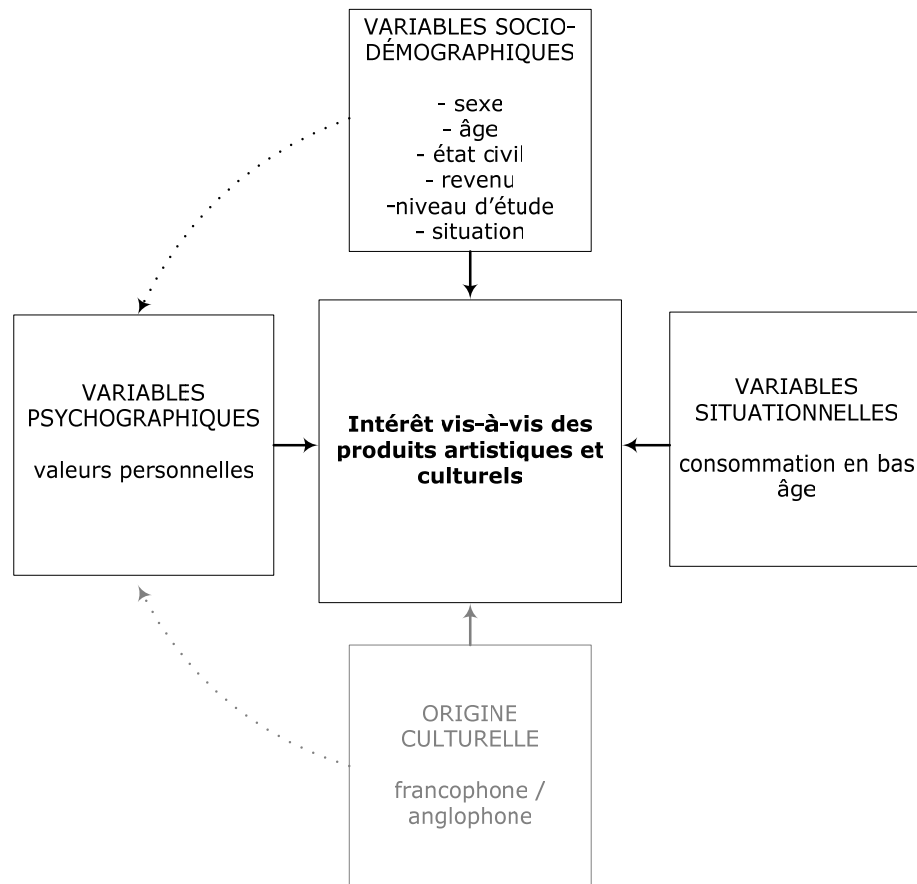 VARIABLES SOCIO-
DÉMOGRAPHIQUES
- sexe
- âge
- état civil
- revenu
-niveau d'étude
- situation
VARIABLES
PSYCHOGRAPHIQUES
valeurs personnelles
Intérêt vis-à-vis des
produits artistiques et
culturels
VARIABLES
SITUATIONNELLES
consommation en bas
âge
ORIGINE
CULTURELLE
francophone /
anglophone